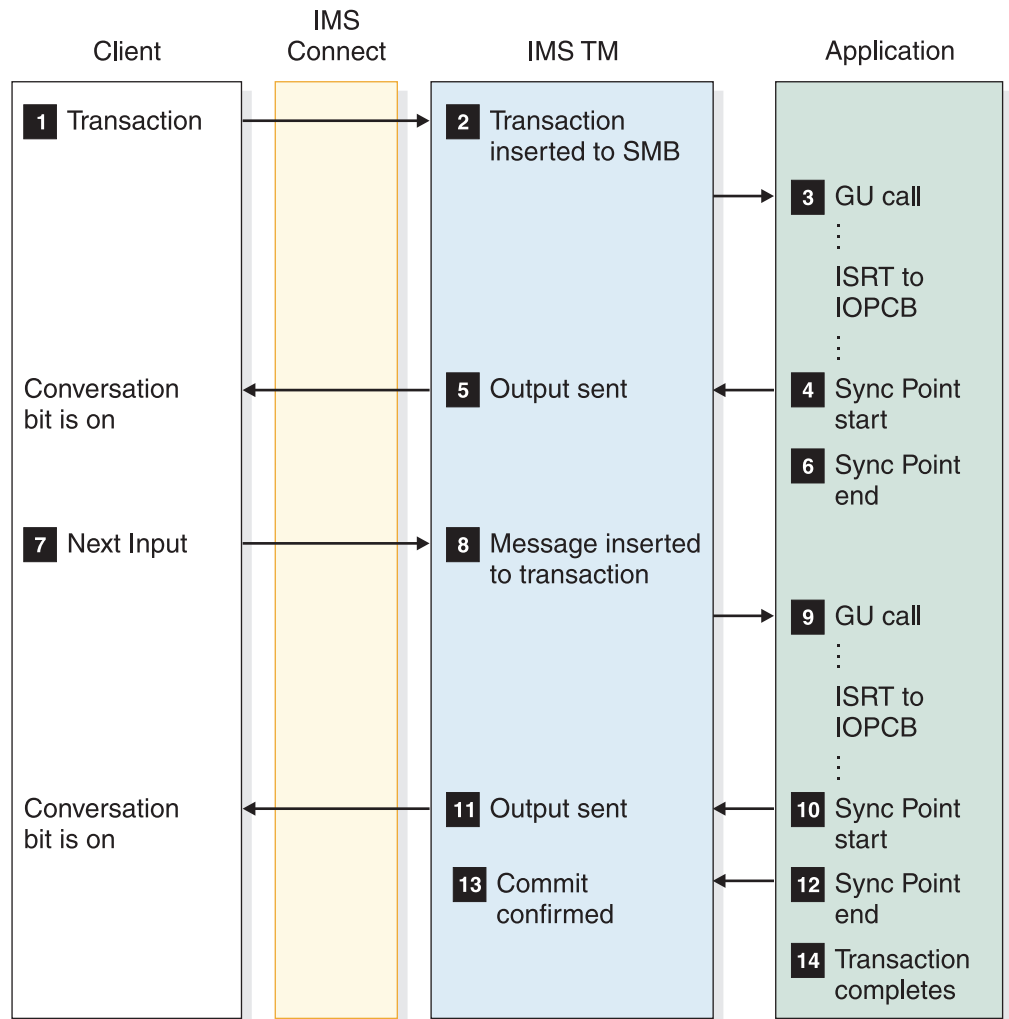 Client
IMS
Connect
IMS TM
Application
1 Transaction
2 Transaction
inserted to SMB
3 GU call
ISRT to
IOPCB
Conversation
bit is on
5 Output sent
4 Sync Point
start
6 Sync Point
end
7 Next Input
8 Message inserted
to transaction
9 GU call
ISRT to
IOPCB
Conversation
bit is on
11 Output sent
10 Sync Point
start
13 Commit
confirmed
12 Sync Point
end
14 Transaction
completes